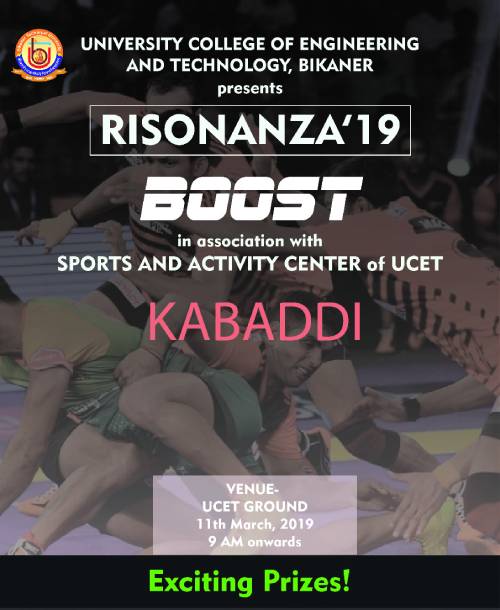 UNIVERSITY COLLEGE OF ENGINEERING
AND TECHNOLOGY, BIKANER
presents
RISONANZA‘19
BOOST
in association with
SPORTS AND ACTIVITY CENTER of UCET
KABADDI
VENUE-
UCET GROUND
11th March, 2019
9 AM onwards
Exciting Prizes!